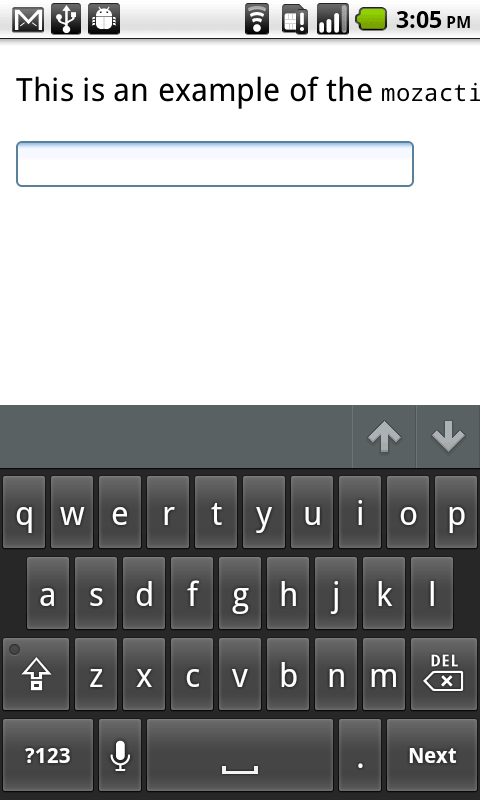 3:05 PM
This is an example of the mozacti
q w e r t y u i o p
a s d f g h j k l
z x c v b n m DEL
?123 . Next